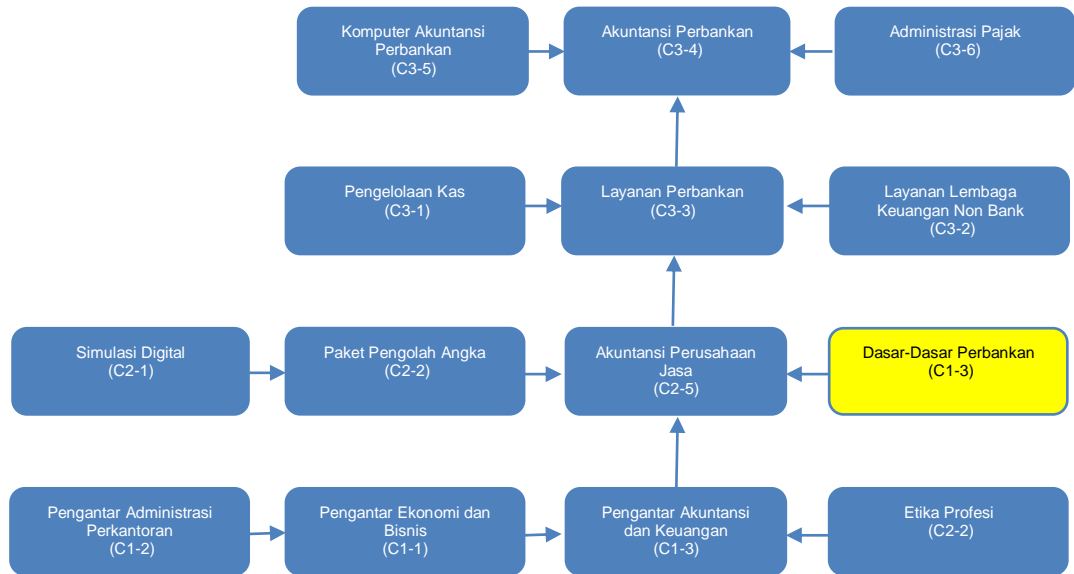 Komputer Akuntansi
Perbankan
(C3-5)
Akuntansi Perbankan
(C3-4)
Administrasi Pajak
(C3-6)
Pengelolaan Kas
(C3-1)
Layanan Perbankan
(C3-3)
Layanan Lembaga
Keuangan Non Bank
(C3-2)
Simulasi Digital
(C2-1)
Paket Pengolah Angka
(C2-2)
Akuntansi Perusahaan
Jasa
(C2-5)
Dasar-Dasar Perbankan
(C1-3)
Pengantar Administrasi
Perkantoran
(C1-2)
Pengantar Ekonomi dan
Bisnis
(C1-1)
Pengantar Akuntansi
dan Keuangan
(C1-3)
Etika Profesi
(C2-2)